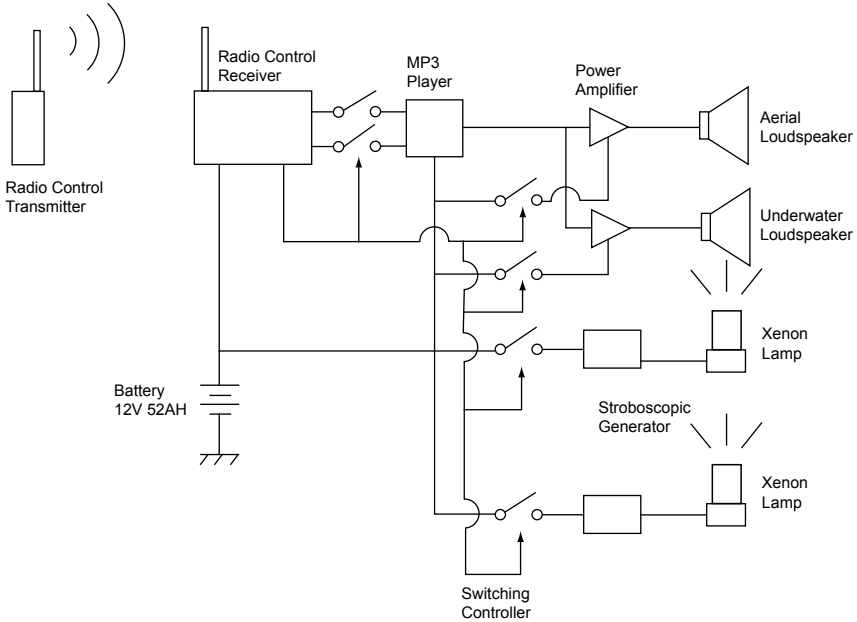 Radio Control
Transmitter
Radio Control
Receiver
MP3
Player
Power
Amplifier
Aerial
Loudspeaker
Underwater
Loudspeaker
Xenon
Lamp
Battery
12V 52AH
Stroboscopic
Generator
Xenon
Lamp
Switching
Controller